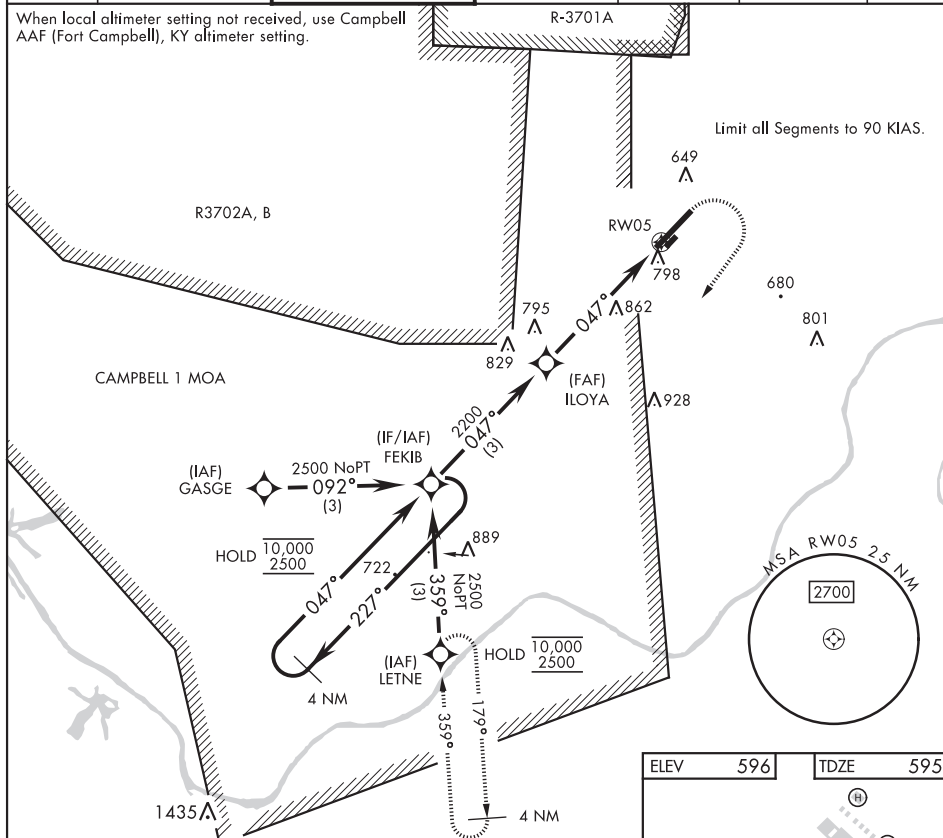 When local altimeter setting not received, use Campbell
AAF (Fort Campbell), KY altimeter setting.
R-3701A
Limit all Segments to 90 KIAS.
649
R3702A, B
RW05
798
680
795
862
047°
801
829
CAMPBELL 1 MOA
(FAF)
ILOYA
928
2200
047°
(3)
(IF/IAF)
FEKIB
(IAF)
GASGE
2500 NoPT
092°
(3)
HOLD
10,000
2500
889
722
047°
227°
2500
NoPT
359°
(3)
MSA RW05 25 NM
2700
(IAF)
LETNE
HOLD
10,000
2500
4 NM
359°
179°
ELEV 596
TDZE 595
H
1435
4 NM